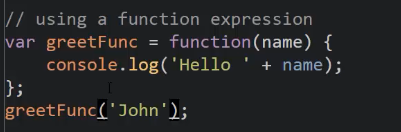 // using a function expression
var greetFunc = function(name) {
    console.log('Hello ' + name);
};
greetFunc('John');